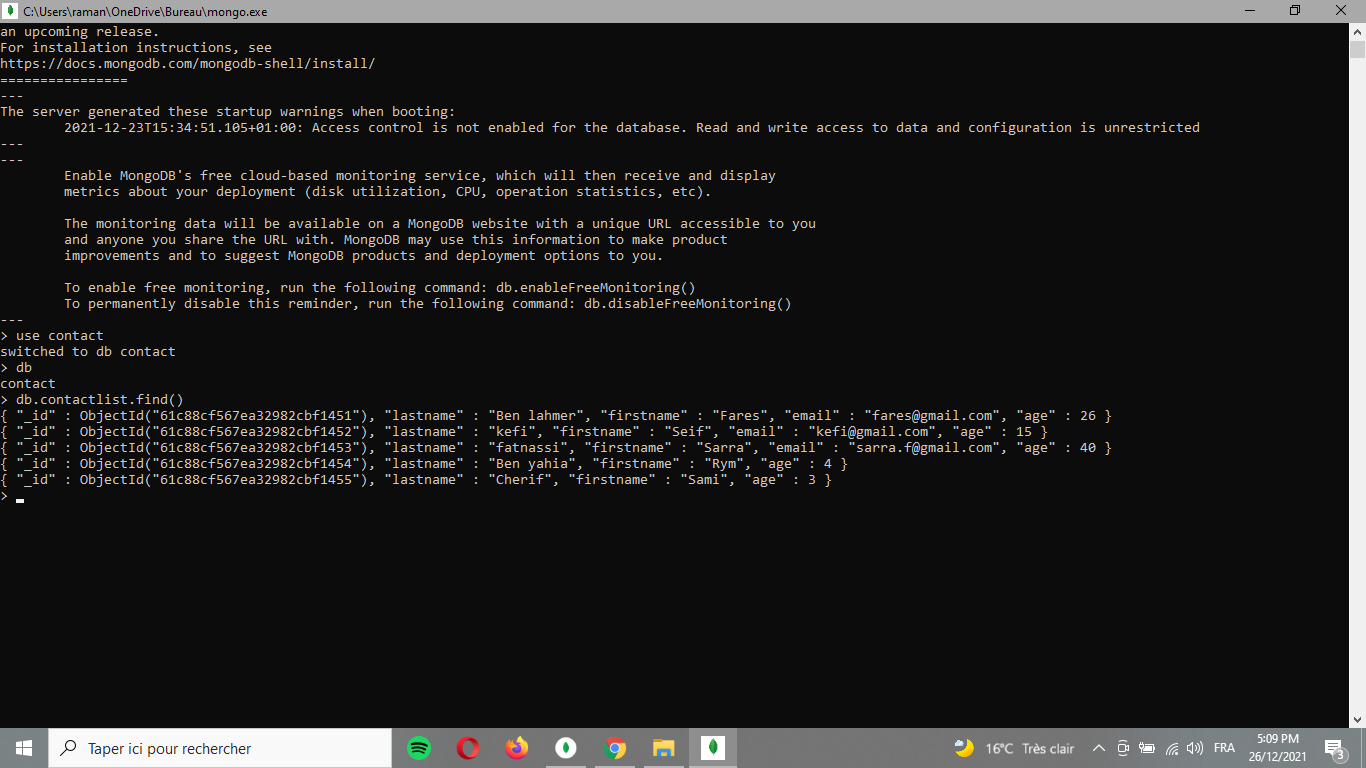 C:\Users\raman\OneDrive\Bureau\mongo.exe
an upcoming release.
For installation instructions, see
https://docs.mongodb.com/mongodb-shell/install/
================
---
The server generated these startup warnings when booting:
        2021-12-23T15:34:51.105+01:00: Access control is not enabled for the database. Read and write access to data and configuration is unrestricted
---
---
        Enable MongoDB's free cloud-based monitoring service, which will then receive and display
        metrics about your deployment (disk utilization, CPU, operation statistics, etc).

        The monitoring data will be available on a MongoDB website with a unique URL accessible to you
        and anyone you share the URL with. MongoDB may use this information to make product
        improvements and to suggest MongoDB products and deployment options to you.

        To enable free monitoring, run the following command: db.enableFreeMonitoring()
        To permanently disable this reminder, run the following command: db.disableFreeMonitoring()
---
> use contact
switched to db contact
> db
contact
> db.contactlist.find()
{ "_id" : ObjectId("61c88cf567ea32982cbf1451"), "lastname" : "Ben lahmer", "firstname" : "Fares", "email" : "fares@gmail.com", "age" : 26 }
{ "_id" : ObjectId("61c88cf567ea32982cbf1452"), "lastname" : "kefi", "firstname" : "Seif", "email" : "kefi@gmail.com", "age" : 15 }
{ "_id" : ObjectId("61c88cf567ea32982cbf1453"), "lastname" : "fatnassi", "firstname" : "Sarra", "email" : "sarra.f@gmail.com", "age" : 40 }
{ "_id" : ObjectId("61c88cf567ea32982cbf1454"), "lastname" : "Ben yahia", "firstname" : "Rym", "age" : 4 }
{ "_id" : ObjectId("61c88cf567ea32982cbf1455"), "lastname" : "Cherif", "firstname" : "Sami", "age" : 3 }
>
Taper ici pour rechercher
16°C Très clair
FRA
5:09 PM
26/12/2021
3